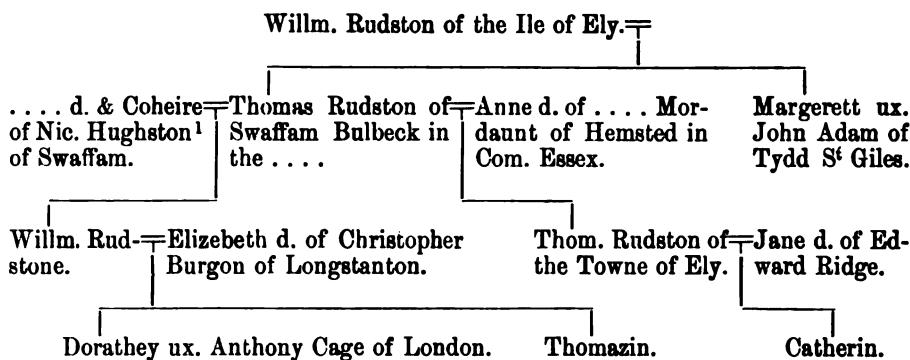 Willm. Rudston of the Ile of Ely.
. . . . d. & Coheire
of Nic. Hughston¹
of Swaffam.
Thomas Rudston of
Swaffam Bulbeck in
the . . . .
Anne d. of . . . . Mor-
daunt of Hemsted in
Com. Essex.
Margerett ux.
John Adam of
Tydd Sᵗ Giles.
Willm. Rud-
stone.
Elizebeth d. of Christopher
Burgon of Longstanton.
Thom. Rudston of
the Towne of Ely.
Jane d. of Ed-
ward Ridge.
Dorathey ux. Anthony Cage of London.
Thomazin.
Catherin.